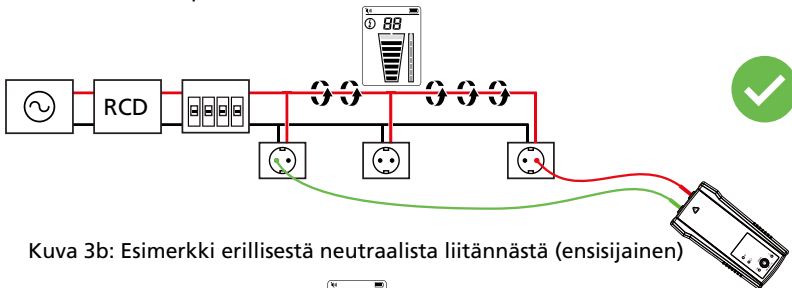 88
RCD
Kuva 3b: Esimerkki erillisestä neutraalista liitännästä (ensisijainen)